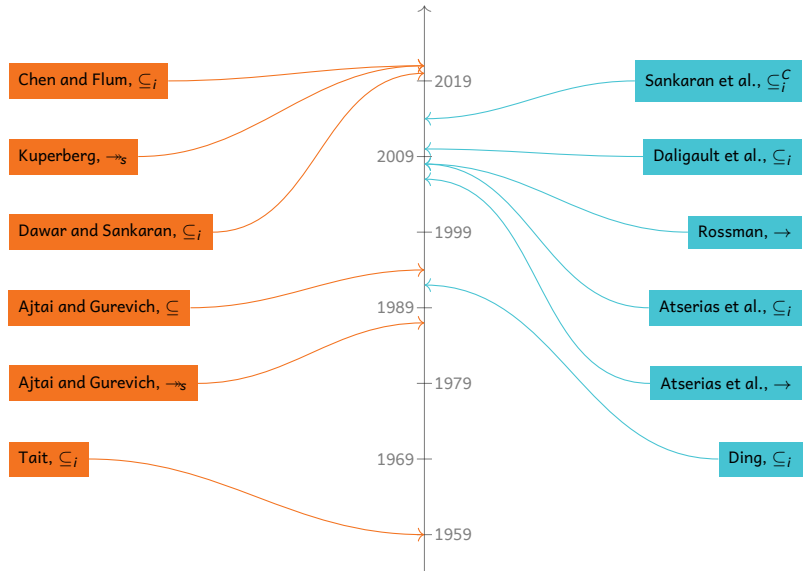 Chen and Flum, ⊆ᵢ
2019
Sankaran et al., ⊆ᵢᶜ
Kuperberg, ↠ₛ
2009
Daligault et al., ⊆ᵢ
Dawar and Sankaran, ⊆ᵢ
1999
Rossman, →
Ajtai and Gurevich, ⊆
1989
Atserias et al., ⊆ᵢ
Ajtai and Gurevich, ↠ₛ
1979
Atserias et al., →
Tait, ⊆ᵢ
1969
Ding, ⊆ᵢ
1959